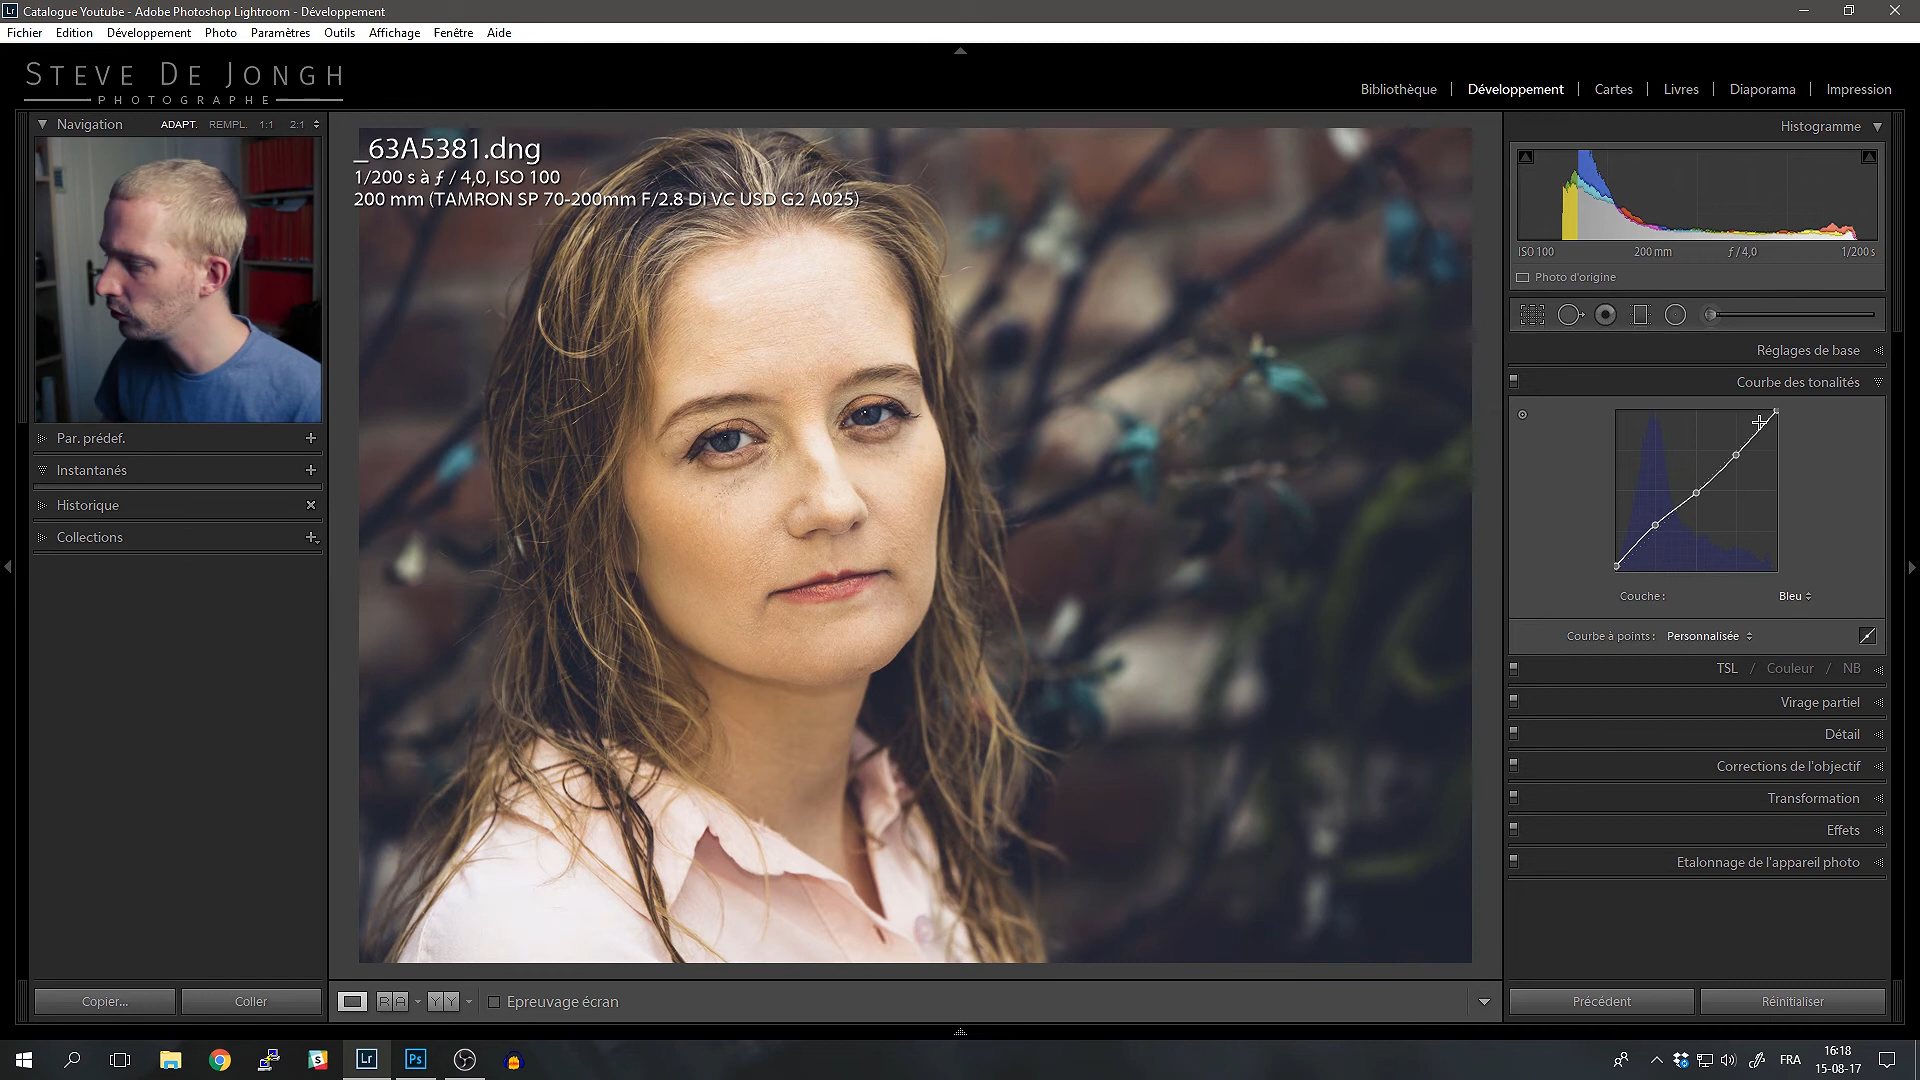 Lr Catalogue Youtube - Adobe Photoshop Lightroom - Développement
Fichier Edition Développement Photo Paramètres Outils Affichage Fenêtre Aide
STEVE DE JONGH
PHOTOGRAPHE
Bibliothèque Développement Cartes Livres Diaporama Impression
Navigation ADAPT. REMPL. 1:1 2:1
Par. prédef.
Instantanés
Historique
Collections
Copier... Coller
_63A5381.dng
1/200 s à ƒ / 4,0, ISO 100
200 mm (TAMRON SP 70-200mm F/2.8 Di VC USD G2 A025)
R A Y Y Epreuvage écran
Histogramme
ISO 100 200 mm ƒ / 4,0 1/200 s
Photo d'origine
Réglages de base
Courbe des tonalités
Couche : Bleu
Courbe à points : Personnalisée
TSL / Couleur / NB
Virage partiel
Détail
Corrections de l'objectif
Transformation
Effets
Etalonnage de l'appareil photo
Précédent Réinitialiser
Lr Ps
FRA
16:18
15-08-17